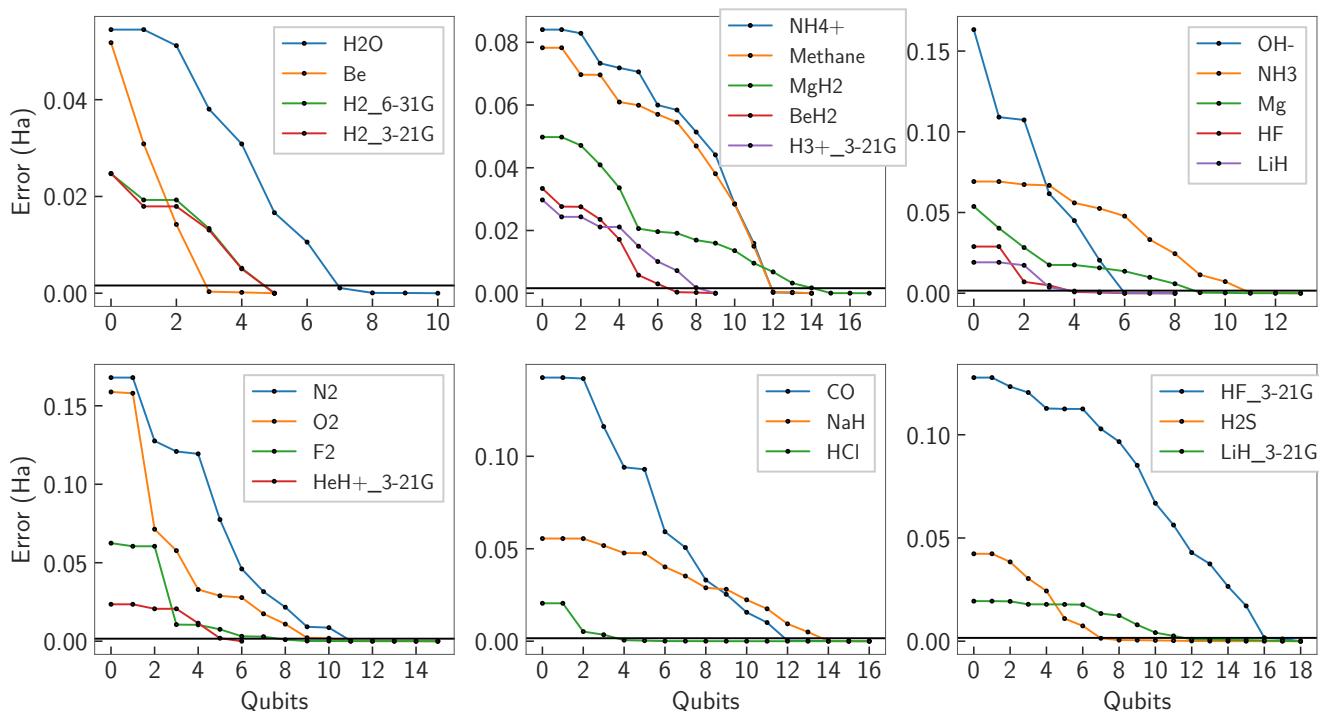 H2O
Be
H2_6-31G
H2_3-21G
Error (Ha)
0.04
0.02
0.00
0 2 4 6 8 10
NH4+
Methane
MgH2
BeH2
H3+_3-21G
0.08
0.06
0.04
0.02
0.00
0 2 4 6 8 10 12 14 16
OH-
NH3
Mg
HF
LiH
0.15
0.10
0.05
0.00
0 2 4 6 8 10 12
N2
O2
F2
HeH+_3-21G
Error (Ha)
0.15
0.10
0.05
0.00
0 2 4 6 8 10 12 14
Qubits
CO
NaH
HCl
0.10
0.05
0.00
0 2 4 6 8 10 12 14 16
Qubits
HF_3-21G
H2S
LiH_3-21G
0.10
0.05
0.00
0 2 4 6 8 10 12 14 16 18
Qubits